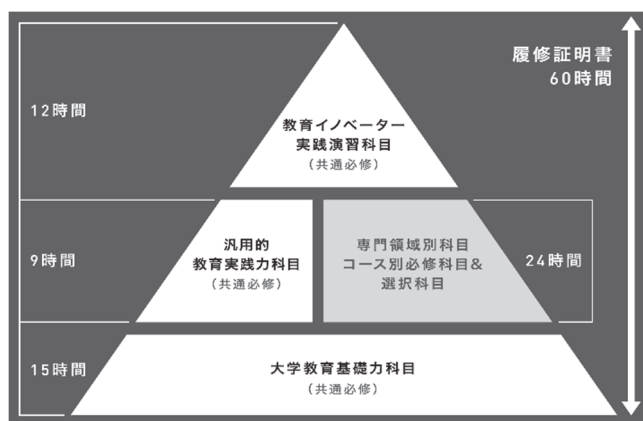 履修証明書
60時間
12時間
教育イノベーター
実践演習科目
(共通必修)
9時間
汎用的
教育実践力科目
(共通必修)
専門領域別科目
コース別必修科目&
選択科目
24時間
15時間
大学教育基礎力科目
(共通必修)